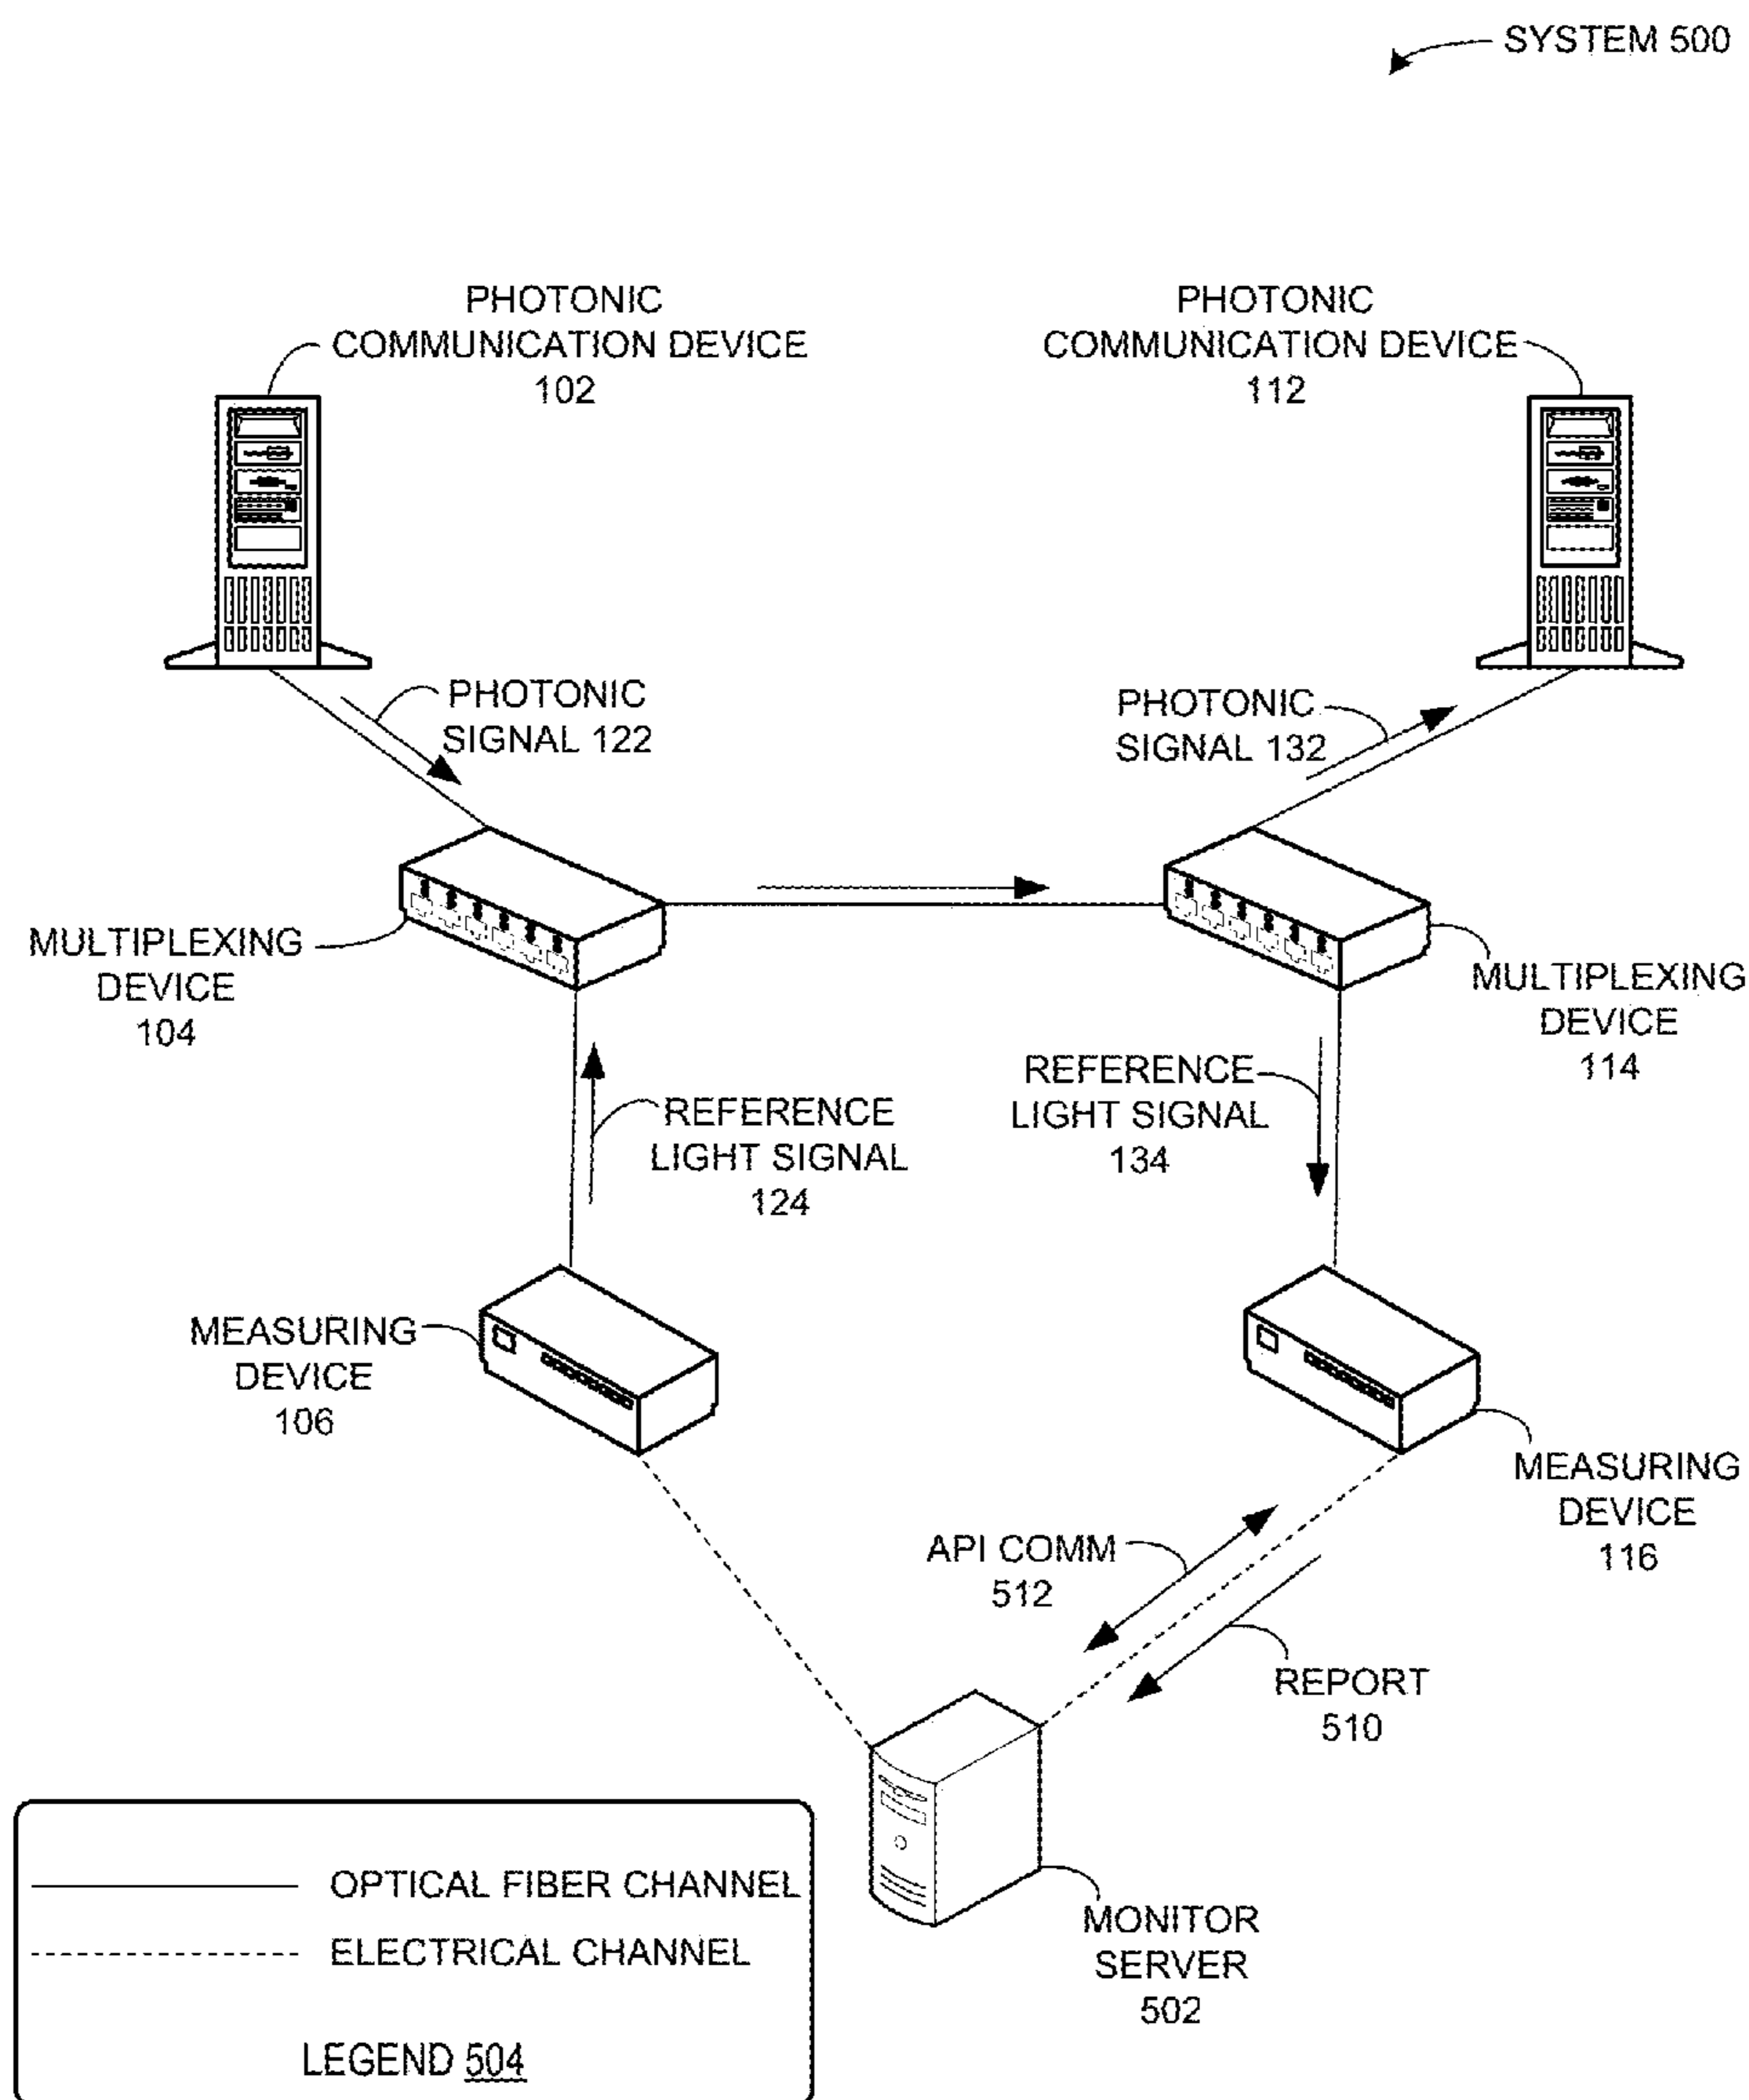 SYSTEM 500
PHOTONIC
COMMUNICATION DEVICE
102
PHOTONIC
COMMUNICATION DEVICE
112
PHOTONIC
SIGNAL 122
PHOTONIC
SIGNAL 132
MULTIPLEXING
DEVICE
104
MULTIPLEXING
DEVICE
114
REFERENCE
LIGHT SIGNAL
124
REFERENCE
LIGHT SIGNAL
134
MEASURING
DEVICE
106
MEASURING
DEVICE
116
API COMM
512
REPORT
510
MONITOR
SERVER
502
OPTICAL FIBER CHANNEL
ELECTRICAL CHANNEL
LEGEND 504